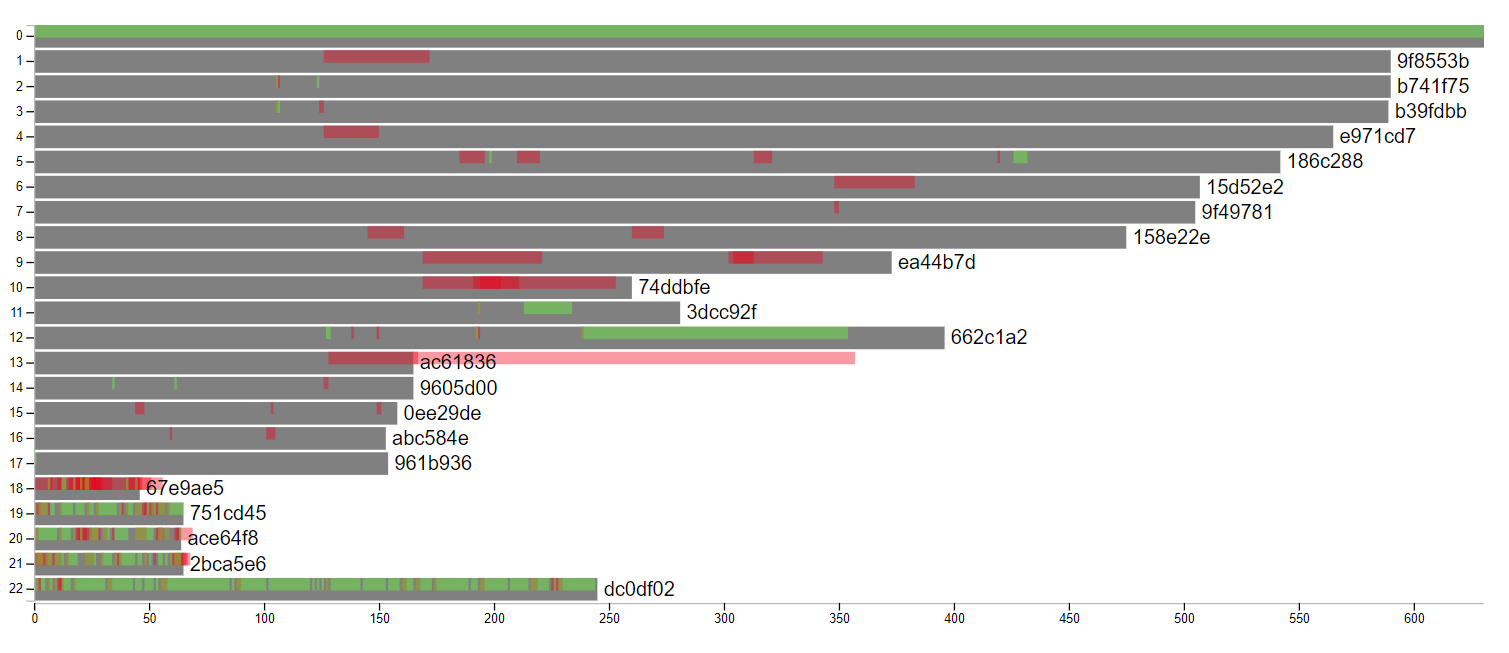 0
1 9f8553b
2 b741f75
3 b39fdbb
4 e971cd7
5 186c288
6 15d52e2
7 9f49781
8 158e22e
9 ea44b7d
10 74ddbfe
11 3dcc92f
12 662c1a2
13 ac61836
14 9605d00
15 0ee29de
16 abc584e
17 961b936
18 67e9ae5
19 751cd45
20 ace64f8
21 2bca5e6
22 dc0df02
0 50 100 150 200 250 300 350 400 450 500 550 600